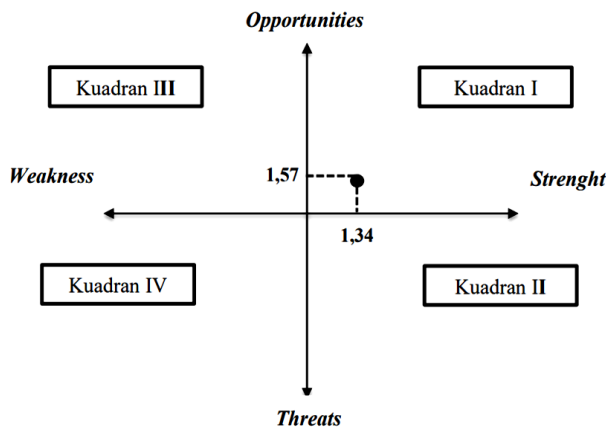 Opportunities
Kuadran III
Kuadran I
Weakness
1,57
Strenght
1,34
Kuadran IV
Kuadran II
Threats